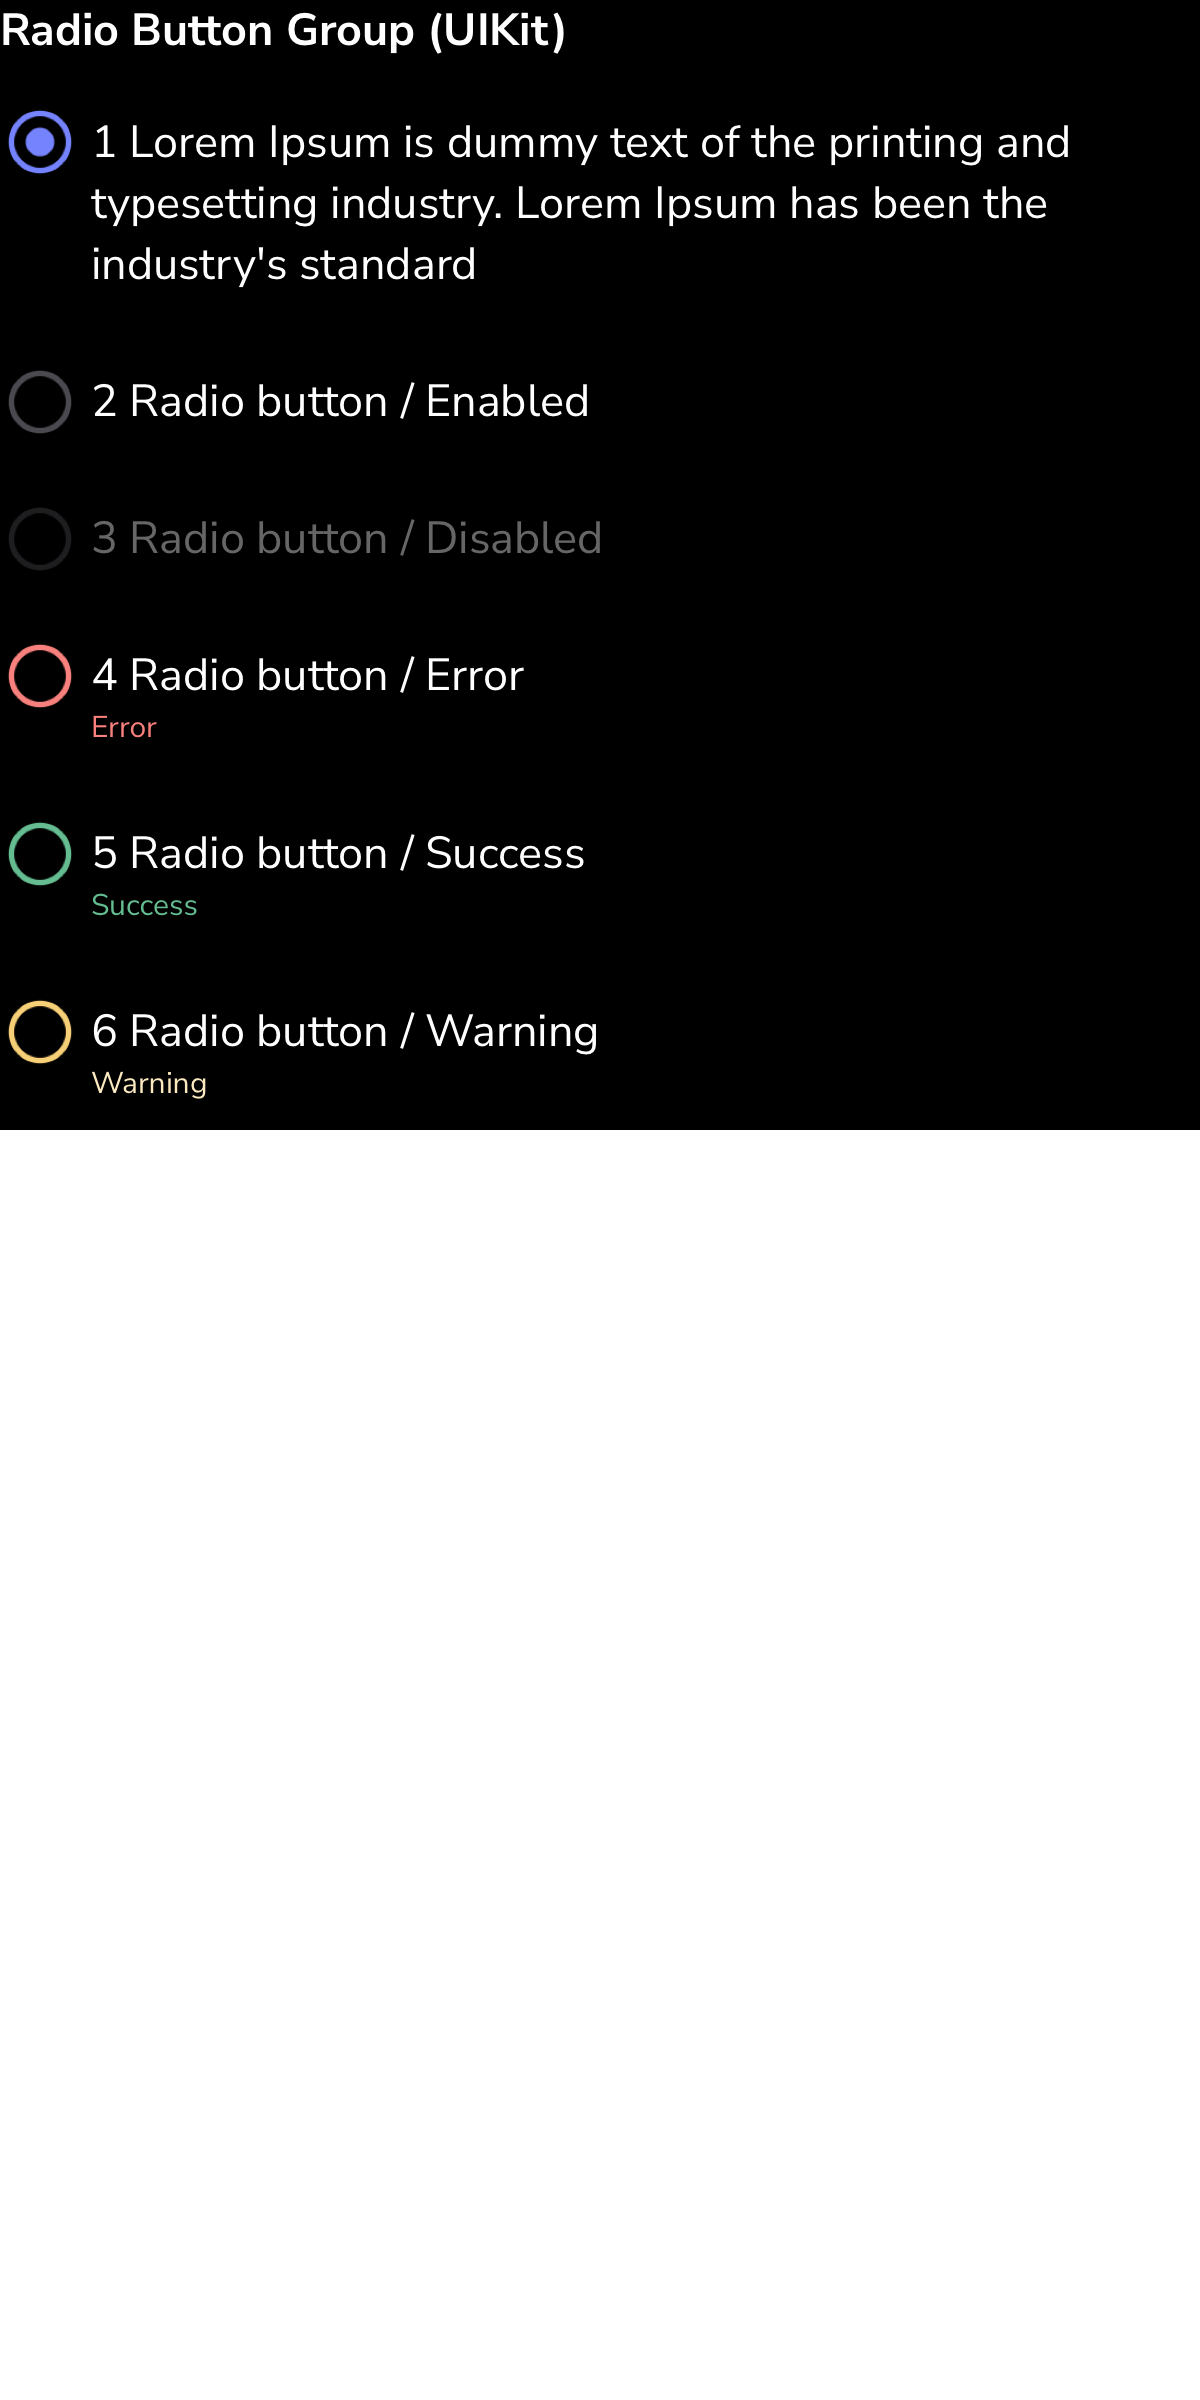 Radio Button Group (UIKit)
1 Lorem Ipsum is dummy text of the printing and
typesetting industry. Lorem Ipsum has been the
industry's standard
2 Radio button / Enabled
3 Radio button / Disabled
4 Radio button / Error
Error
5 Radio button / Success
Success
6 Radio button / Warning
Warning